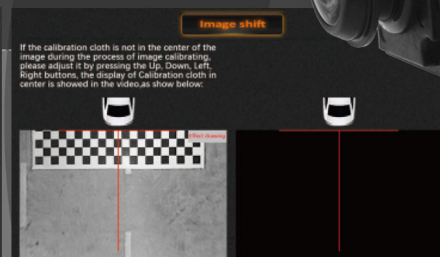 Image shift
If the calibration cloth is not in the center of the
image during the process of image calibrating,
please adjust it by pressing the Up, Down, Left,
Right buttons, the display of Calibration cloth in
center is showed in the video,as show below:
Effect drawing